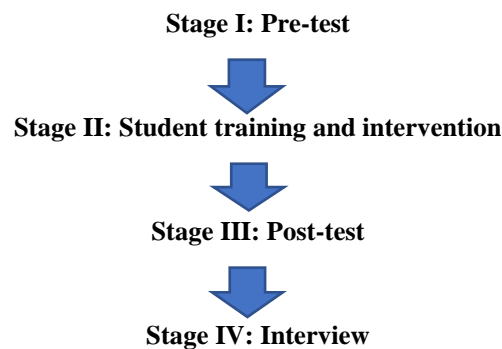 Stage I: Pre-test
Stage II: Student training and intervention
Stage III: Post-test
Stage IV: Interview